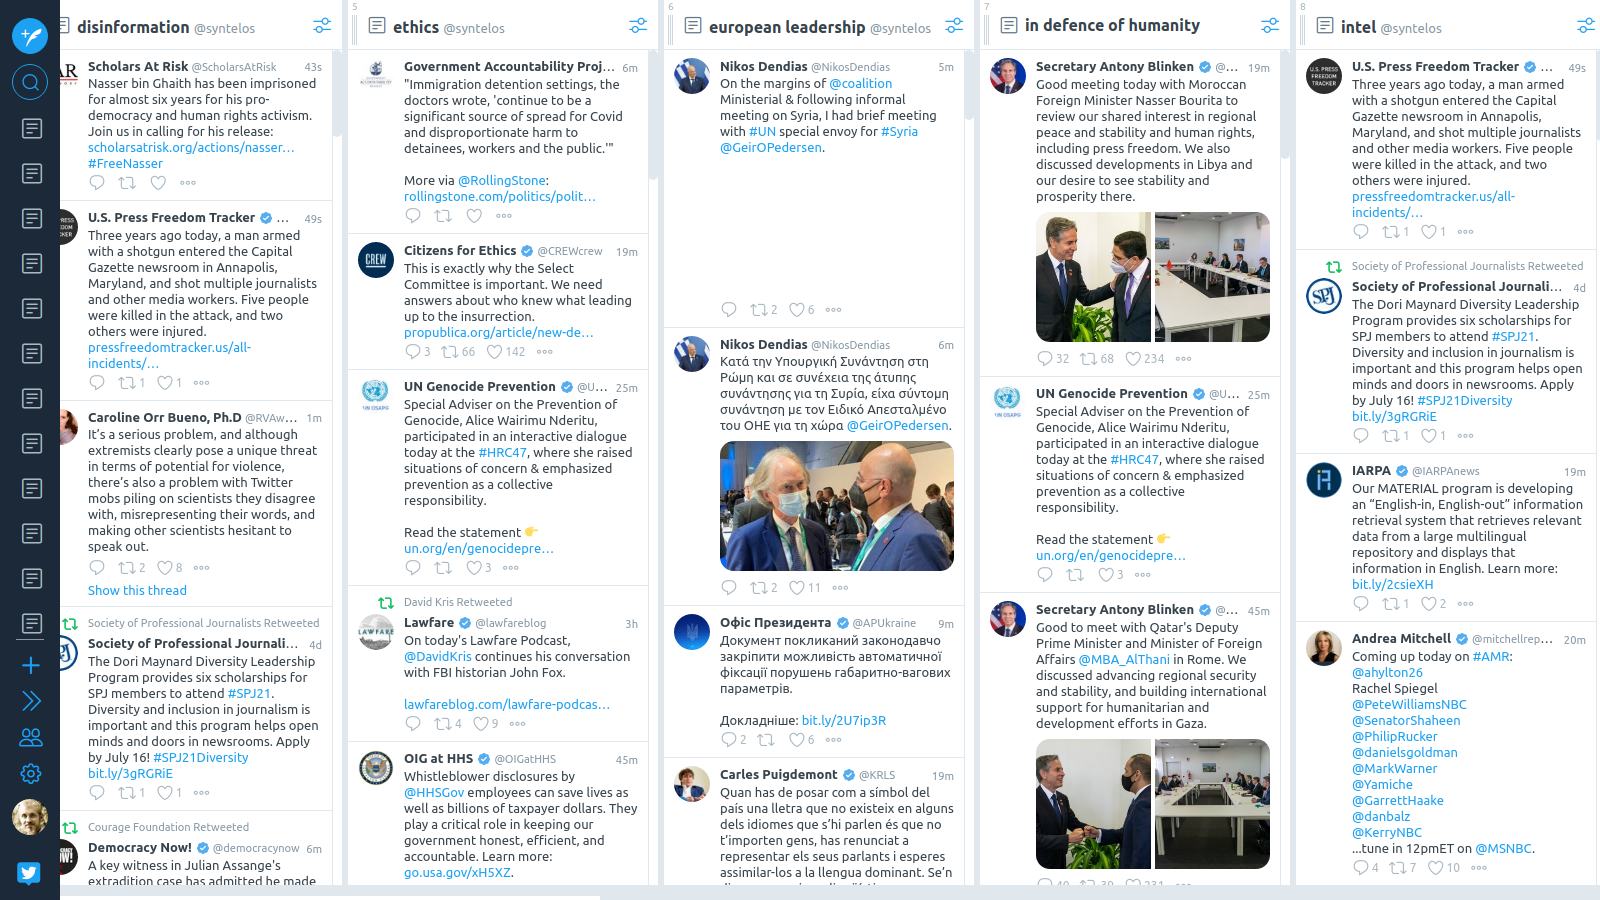 disinformation @syntelos
Scholars At Risk @ScholarsAtRisk 43s
Nasser bin Ghaith has been imprisoned
for almost six years for his pro-
democracy and human rights activism.
Join us in calling for his release:
scholarsatrisk.org/actions/nasser…
#FreeNasser
U.S. Press Freedom Tracker … 49s
Three years ago today, a man armed
with a shotgun entered the Capital
Gazette newsroom in Annapolis,
Maryland, and shot multiple journalists
and other media workers. Five people
were killed in the attack, and two
others were injured.
pressfreedomtracker.us/all-
incidents/…
1 1
Caroline Orr Bueno, Ph.D @RVAw… 1m
It's a serious problem, and although
extremists clearly pose a unique threat
in terms of potential for violence,
there's also a problem with Twitter
mobs piling on scientists they disagree
with, misrepresenting their words, and
making other scientists hesitant to
speak out.
2 8
Show this thread
Society of Professional Journalists Retweeted
Society of Professional Journali… 4d
The Dori Maynard Diversity Leadership
Program provides six scholarships for
SPJ members to attend #SPJ21.
Diversity and inclusion in journalism is
important and this program helps open
minds and doors in newsrooms. Apply
by July 16! #SPJ21Diversity
bit.ly/3gRGRiE
1 1
Courage Foundation Retweeted
Democracy Now! @democracynow 6m
A key witness in Julian Assange's
extradition case has admitted he made
5
ethics @syntelos
Government Accountability Proj… 6m
"Immigration detention settings, the
doctors wrote, 'continue to be a
significant source of spread for Covid
and disproportionate harm to
detainees, workers and the public.'"
More via @RollingStone:
rollingstone.com/politics/polit…
CREW
Citizens for Ethics @CREWcrew 19m
This is exactly why the Select
Committee is important. We need
answers about who knew what leading
up to the insurrection.
propublica.org/article/new-de…
3 66 142
UN OSAPG
UN Genocide Prevention @U… 25m
Special Adviser on the Prevention of
Genocide, Alice Wairimu Nderitu,
participated in an interactive dialogue
today at the #HRC47, where she raised
situations of concern & emphasized
prevention as a collective
responsibility.
Read the statement 👉
un.org/en/genocidepre…
3
David Kris Retweeted
LAWFARE
Lawfare @lawfareblog 3h
On today's Lawfare Podcast,
@DavidKris continues his conversation
with FBI historian John Fox.
lawfareblog.com/lawfare-podcas…
4 9
OIG at HHS @OIGatHHS 45m
Whistleblower disclosures by
@HHSGov employees can save lives as
well as billions of taxpayer dollars. They
play a critical role in keeping our
government honest, efficient, and
accountable. Learn more:
go.usa.gov/xH5XZ.
6
european leadership @syntelos
Nikos Dendias @NikosDendias 5m
On the margins of @coalition
Ministerial & following informal
meeting on Syria, I had brief meeting
with #UN special envoy for #Syria
@GeirOPedersen.
2 6
Nikos Dendias @NikosDendias 6m
Κατά την Υπουργική Συνάντηση στη
Ρώμη και σε συνέχεια της άτυπης
συνάντησης για τη Συρία, είχα σύντομη
συνάντηση με τον Ειδικό Απεσταλμένο
του ΟΗΕ για τη χώρα @GeirOPedersen.
2 11
Офіс Президента @APUkraine 9m
Документ покликаний законодавчо
закріпити можливість автоматичної
фіксації порушень габаритно-вагових
параметрів.
Докладніше: bit.ly/2U7ip3R
2 6
Carles Puigdemont @KRLS 19m
Quan has de posar com a símbol del
país una lletra que no existeix en alguns
dels idiomes que s'hi parlen és que no
t'importen gens, has renunciat a
representar els seus parlants i esperes
assimilar-los a la llengua dominant. Se'n
7
in defence of humanity
Secretary Antony Blinken @… 19m
Good meeting today with Moroccan
Foreign Minister Nasser Bourita to
review our shared interest in regional
peace and stability and human rights,
including press freedom. We also
discussed developments in Libya and
our desire to see stability and
prosperity there.
32 68 234
UN OSAPG
UN Genocide Prevention @U… 25m
Special Adviser on the Prevention of
Genocide, Alice Wairimu Nderitu,
participated in an interactive dialogue
today at the #HRC47, where she raised
situations of concern & emphasized
prevention as a collective
responsibility.
Read the statement 👉
un.org/en/genocidepre…
3
Secretary Antony Blinken @… 45m
Good to meet with Qatar's Deputy
Prime Minister and Minister of Foreign
Affairs @MBA_AlThani in Rome. We
discussed advancing regional security
and stability, and building international
support for humanitarian and
development efforts in Gaza.
8
intel @syntelos
U.S. PRESS
FREEDOM
TRACKER
U.S. Press Freedom Tracker … 49s
Three years ago today, a man armed
with a shotgun entered the Capital
Gazette newsroom in Annapolis,
Maryland, and shot multiple journalists
and other media workers. Five people
were killed in the attack, and two
others were injured.
pressfreedomtracker.us/all-
incidents/…
1 1
Society of Professional Journalists Retweeted
SPJ
Society of Professional Journali… 4d
The Dori Maynard Diversity Leadership
Program provides six scholarships for
SPJ members to attend #SPJ21.
Diversity and inclusion in journalism is
important and this program helps open
minds and doors in newsrooms. Apply
by July 16! #SPJ21Diversity
bit.ly/3gRGRiE
1 1
IARPA @IARPAnews 19m
Our MATERIAL program is developing
an "English-in, English-out" information
retrieval system that retrieves relevant
data from a large multilingual
repository and displays that
information in English. Learn more:
bit.ly/2csieXH
1 2
Andrea Mitchell @mitchellrep… 20m
Coming up today on #AMR:
@ahylton26
Rachel Spiegel
@PeteWilliamsNBC
@SenatorShaheen
@PhilipRucker
@danielsgoldman
@MarkWarner
@Yamiche
@GarrettHaake
@danbalz
@KerryNBC
...tune in 12pmET on @MSNBC.
4 7 10